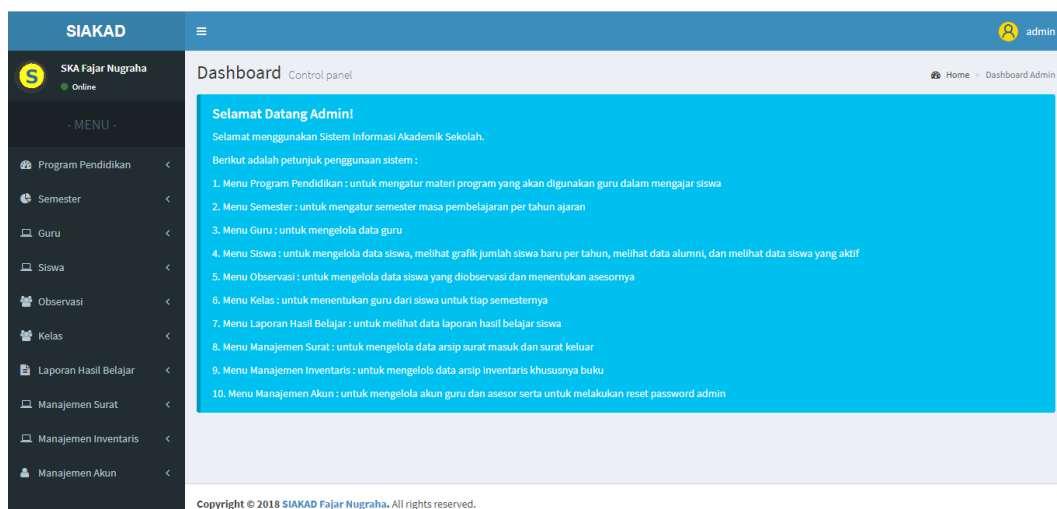 SIAKAD
admin
S
SKA Fajar Nugraha
Online
Dashboard Control panel
Home > Dashboard Admin
- MENU -
Program Pendidikan
Semester
Guru
Siswa
Observasi
Kelas
Laporan Hasil Belajar
Manajemen Surat
Manajemen Inventaris
Manajemen Akun
Selamat Datang Admin!
Selamat menggunakan Sistem Informasi Akademik Sekolah.
Berikut adalah petunjuk penggunaan sistem :
1. Menu Program Pendidikan : untuk mengatur materi program yang akan digunakan guru dalam mengajar siswa
2. Menu Semester : untuk mengatur semester masa pembelajaran per tahun ajaran
3. Menu Guru : untuk mengelola data guru
4. Menu Siswa : untuk mengelola data siswa, melihat grafik jumlah siswa baru per tahun, melihat data alumni, dan melihat data siswa yang aktif
5. Menu Observasi : untuk mengelola data siswa yang diobservasi dan menentukan asesornya
6. Menu Kelas : untuk menentukan guru dari siswa untuk tiap semesternya
7. Menu Laporan Hasil Belajar : untuk melihat data laporan hasil belajar siswa
8. Menu Manajemen Surat : untuk mengelola data arsip surat masuk dan surat keluar
9. Menu Manajemen Inventaris : untuk mengelols data arsip inventaris khususnya buku
10. Menu Manajemen Akun : untuk mengelola akun guru dan asesor serta untuk melakukan reset password admin
Copyright © 2018 SIAKAD Fajar Nugraha. All rights reserved.